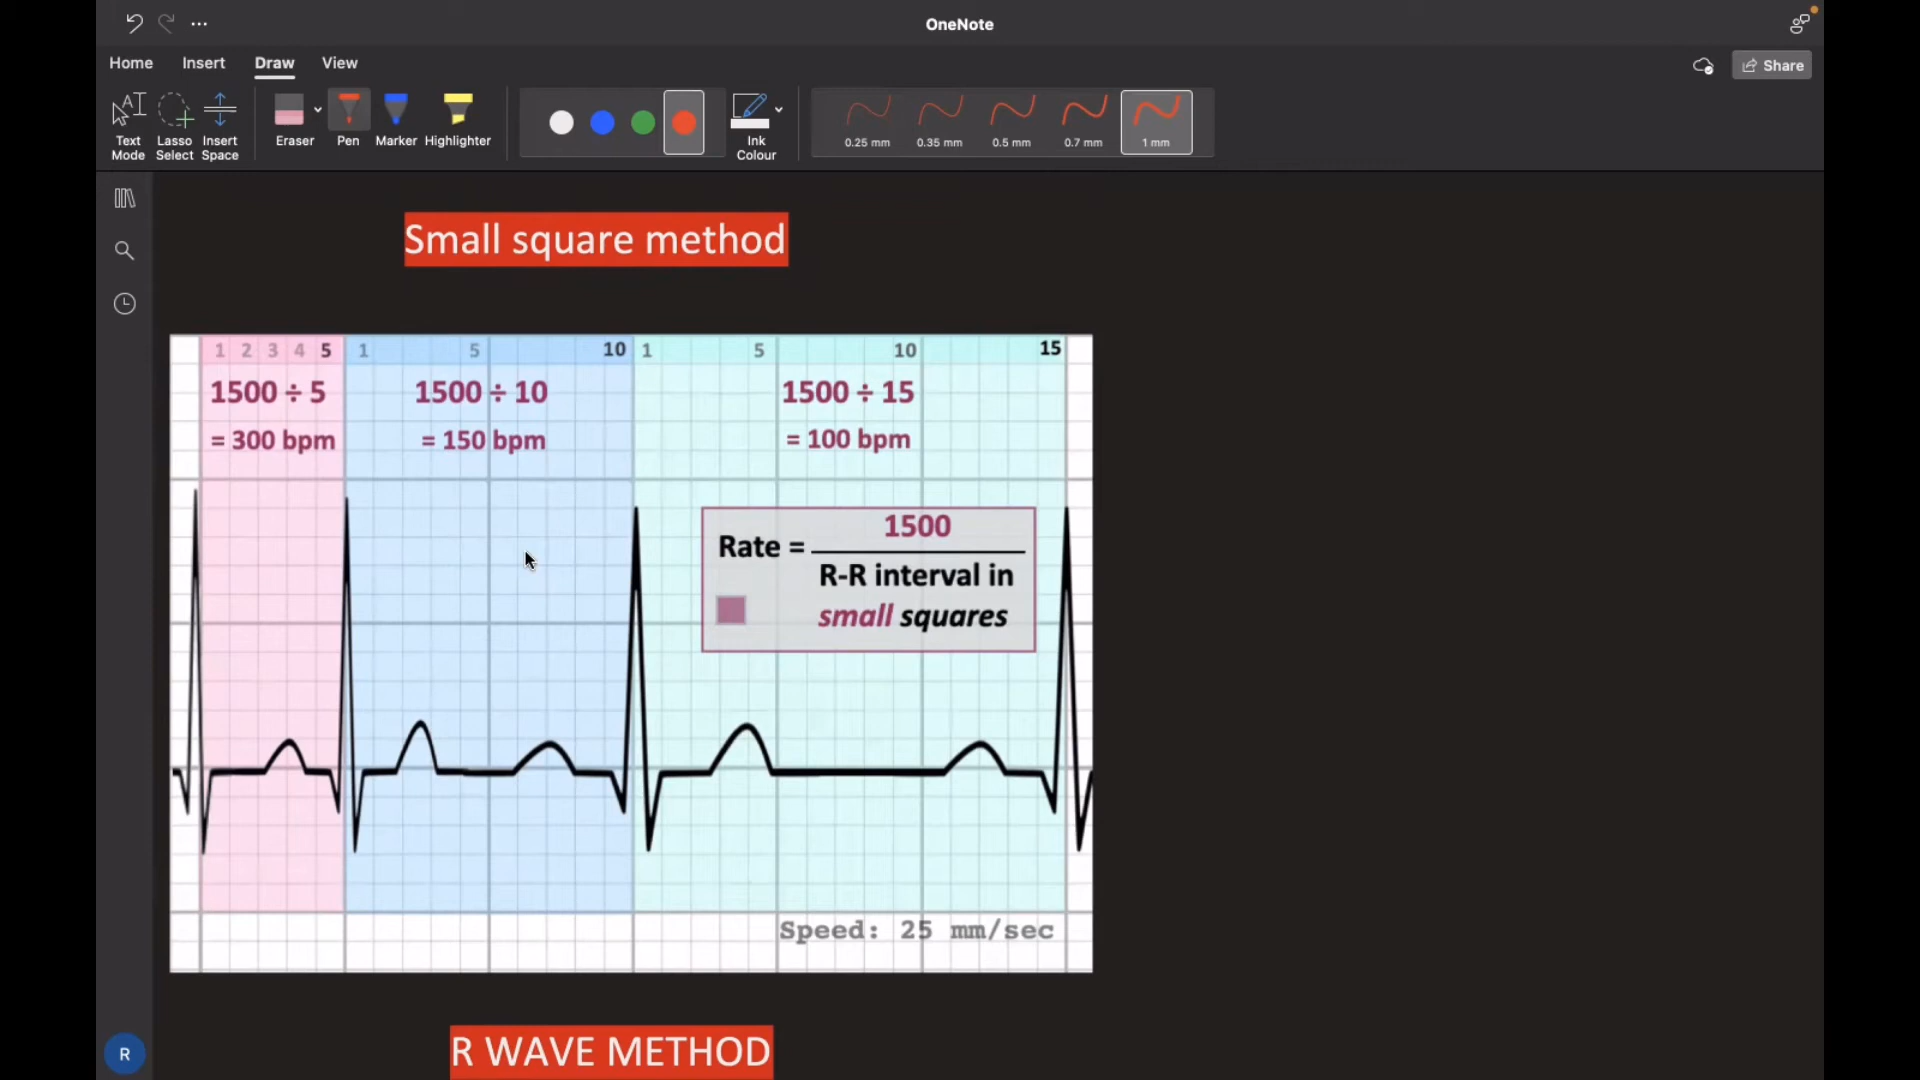 OneNote
Home Insert Draw View
Share
Text Mode
Lasso Select
Insert Space
Eraser
Pen
Marker
Highlighter
Ink Colour
0.25 mm
0.35 mm
0.5 mm
0.7 mm
1 mm
Small square method
1 2 3 4 5 1 5 10 1 5 10 15
1500 ÷ 5 1500 ÷ 10 1500 ÷ 15
= 300 bpm = 150 bpm = 100 bpm
Rate = 1500
R-R interval in
small squares
Speed: 25 mm/sec
R WAVE METHOD
R